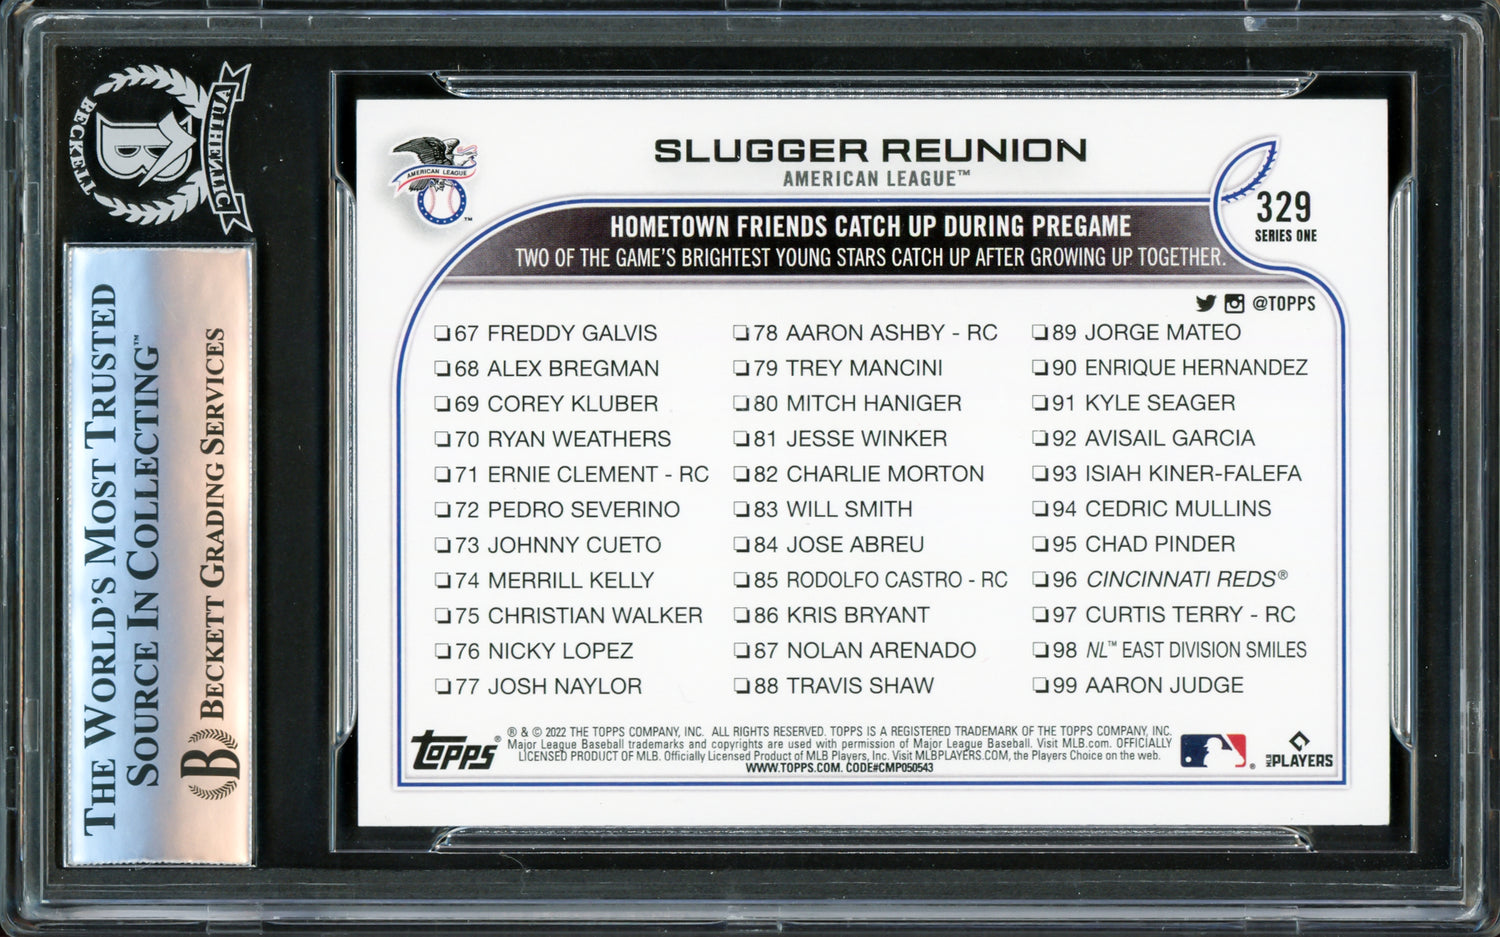 BECKETT
AUTHENTIC
B
THE WORLD'S MOST TRUSTED
SOURCE IN COLLECTING™
B BECKETT GRADING SERVICES
AMERICAN LEAGUE
™
SLUGGER REUNION
AMERICAN LEAGUE™
329
SERIES ONE
HOMETOWN FRIENDS CATCH UP DURING PREGAME
TWO OF THE GAME'S BRIGHTEST YOUNG STARS CATCH UP AFTER GROWING UP TOGETHER.
@TOPPS
67 FREDDY GALVIS
68 ALEX BREGMAN
69 COREY KLUBER
70 RYAN WEATHERS
71 ERNIE CLEMENT - RC
72 PEDRO SEVERINO
73 JOHNNY CUETO
74 MERRILL KELLY
75 CHRISTIAN WALKER
76 NICKY LOPEZ
77 JOSH NAYLOR
78 AARON ASHBY - RC
79 TREY MANCINI
80 MITCH HANIGER
81 JESSE WINKER
82 CHARLIE MORTON
83 WILL SMITH
84 JOSE ABREU
85 RODOLFO CASTRO - RC
86 KRIS BRYANT
87 NOLAN ARENADO
88 TRAVIS SHAW
89 JORGE MATEO
90 ENRIQUE HERNANDEZ
91 KYLE SEAGER
92 AVISAIL GARCIA
93 ISIAH KINER-FALEFA
94 CEDRIC MULLINS
95 CHAD PINDER
96 CINCINNATI REDS®
97 CURTIS TERRY - RC
98 NL™ EAST DIVISION SMILES
99 AARON JUDGE
TOPPS®
® & © 2022 THE TOPPS COMPANY, INC. ALL RIGHTS RESERVED. TOPPS IS A REGISTERED TRADEMARK OF THE TOPPS COMPANY, INC.
Major League Baseball trademarks and copyrights are used with permission of Major League Baseball. Visit MLB.com. OFFICIALLY
LICENSED PRODUCT OF MLB. Officially Licensed Product of MLB Players, Inc. Visit MLBPLAYERS.COM, the Players Choice on the web.
WWW.TOPPS.COM. CODE#CMP050543
®
MLB PLAYERS